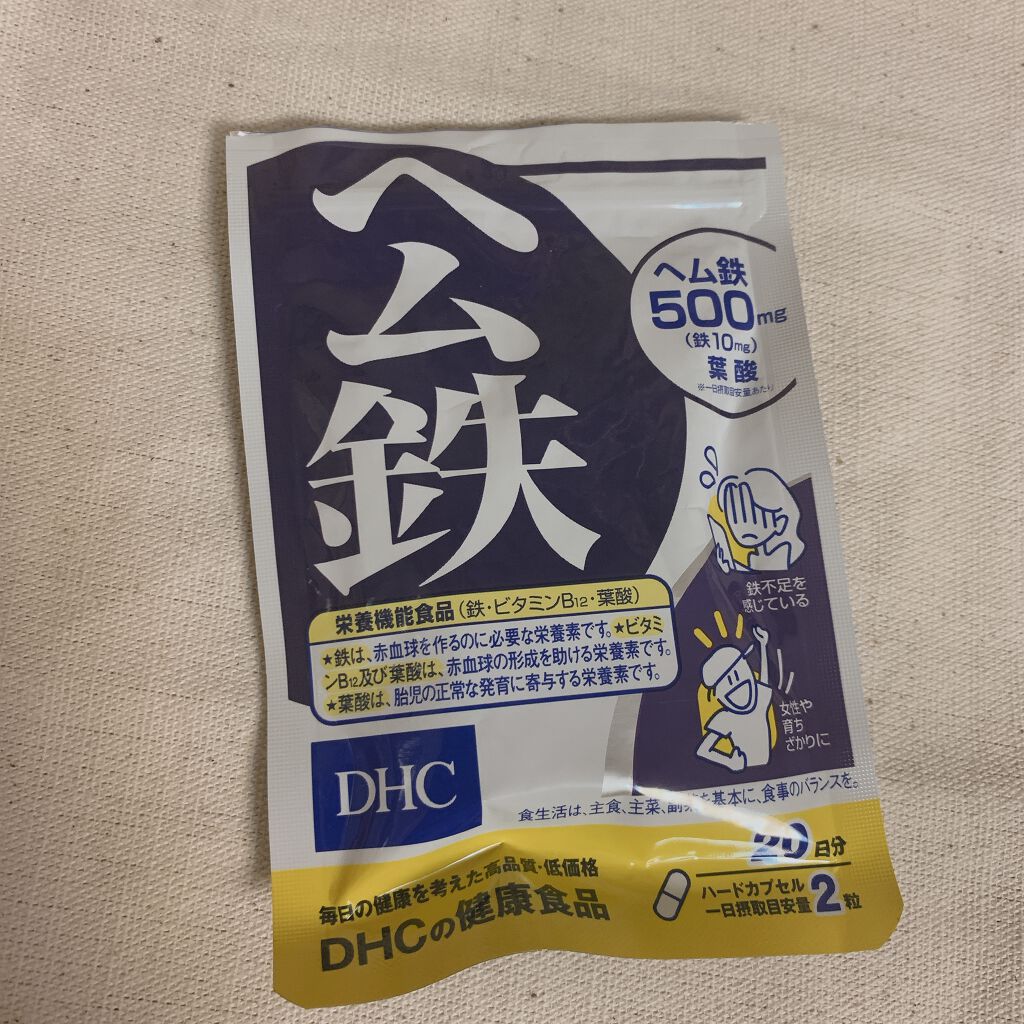 ヘム鉄
ヘム鉄
500mg
(鉄10mg)
葉酸
※一日摂取目安量あたり
鉄不足を
感じている
栄養機能食品(鉄・ビタミンB12・葉酸)
★鉄は、赤血球を作るのに必要な栄養素です。★ビタミ
ンB12及び葉酸は、赤血球の形成を助ける栄養素です。
★葉酸は、胎児の正常な発育に寄与する栄養素です。
女性や
育ち
ざかりに
DHC
食生活は、主食、主菜、副菜を基本に、食事のバランスを。
毎日の健康を考えた高品質・低価格
DHCの健康食品
20日分
ハードカプセル
一日摂取目安量2粒